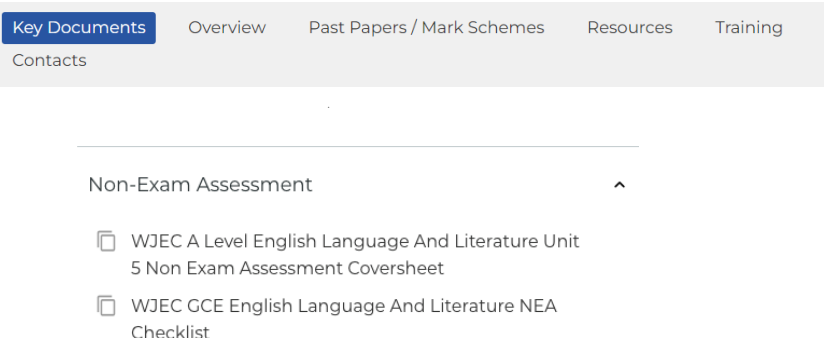 Key Documents Overview Past Papers / Mark Schemes Resources Training
Contacts
Non-Exam Assessment
WJEC A Level English Language And Literature Unit
5 Non Exam Assessment Coversheet
WJEC GCE English Language And Literature NEA
Checklist